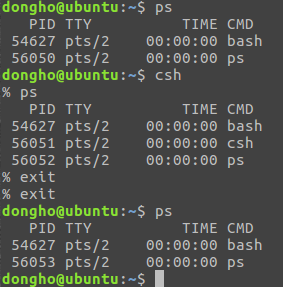 dongho@ubuntu:~$ ps
PID TTY TIME CMD
54627 pts/2 00:00:00 bash
56050 pts/2 00:00:00 ps
dongho@ubuntu:~$ csh
% ps
PID TTY TIME CMD
54627 pts/2 00:00:00 bash
56051 pts/2 00:00:00 csh
56052 pts/2 00:00:00 ps
% exit
% exit
dongho@ubuntu:~$ ps
PID TTY TIME CMD
54627 pts/2 00:00:00 bash
56053 pts/2 00:00:00 ps
dongho@ubuntu:~$